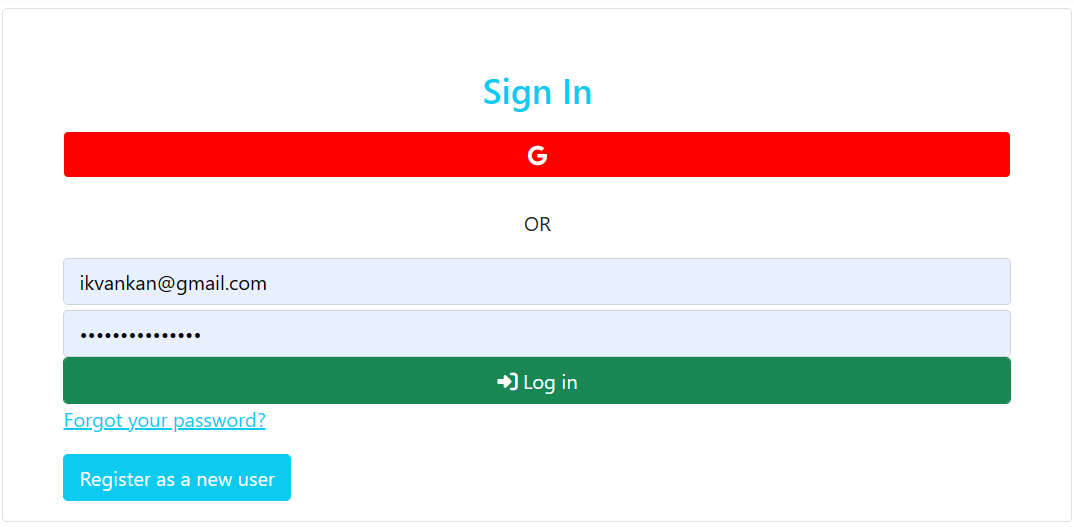 Sign In
G
OR
ikvankan@gmail.com
•••••••••••••••
Log in
Forgot your password?
Register as a new user